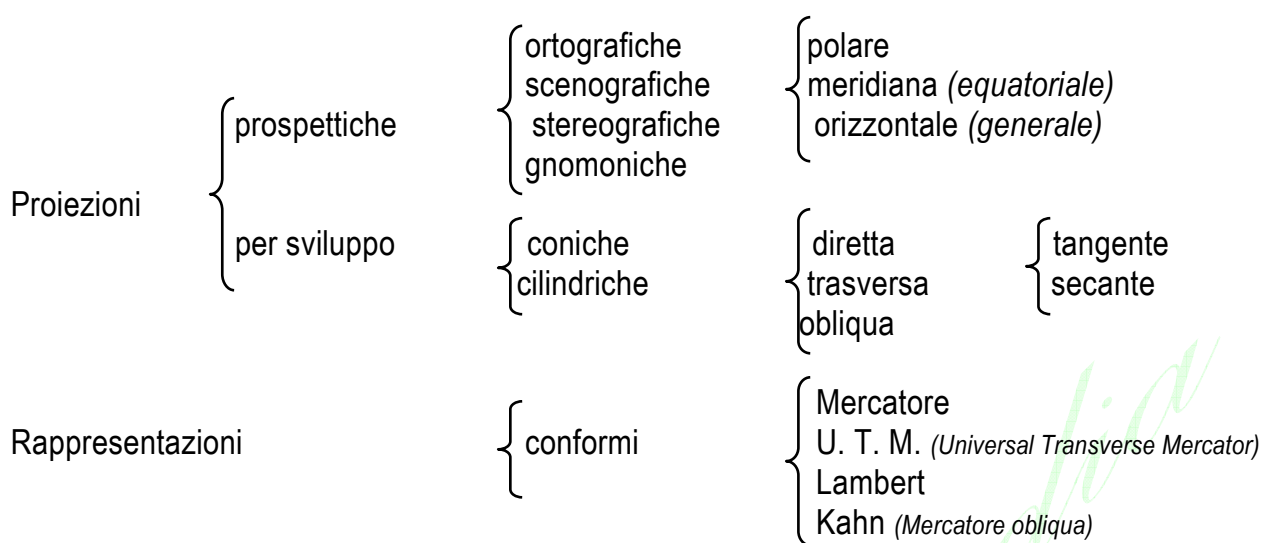 Proiezioni
prospettiche
ortografiche
scenografiche
stereografiche
gnomoniche
polare
meridiana (equatoriale)
orizzontale (generale)
per sviluppo
coniche
cilindriche
diretta
trasversa
obliqua
tangente
secante
Rappresentazioni
conformi
Mercatore
U. T. M. (Universal Transverse Mercator)
Lambert
Kahn (Mercatore obliqua)